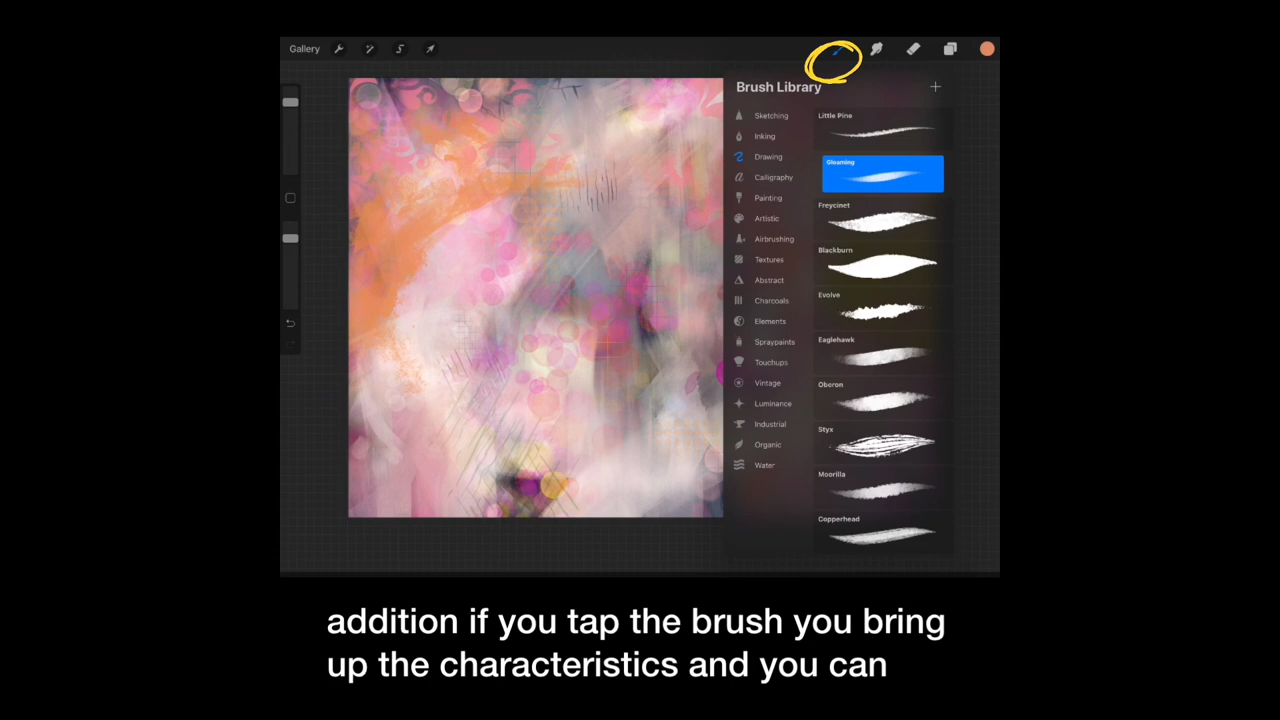 Gallery
Brush Library
Sketching
Inking
Drawing
Calligraphy
Painting
Artistic
Airbrushing
Textures
Abstract
Charcoals
Elements
Spraypaints
Touchups
Vintage
Luminance
Industrial
Organic
Water
Little Pine
Gleaming
Freycinet
Blackburn
Evolve
Eaglehawk
Oberon
Styx
Moorilla
Copperhead
addition if you tap the brush you bring
up the characteristics and you can